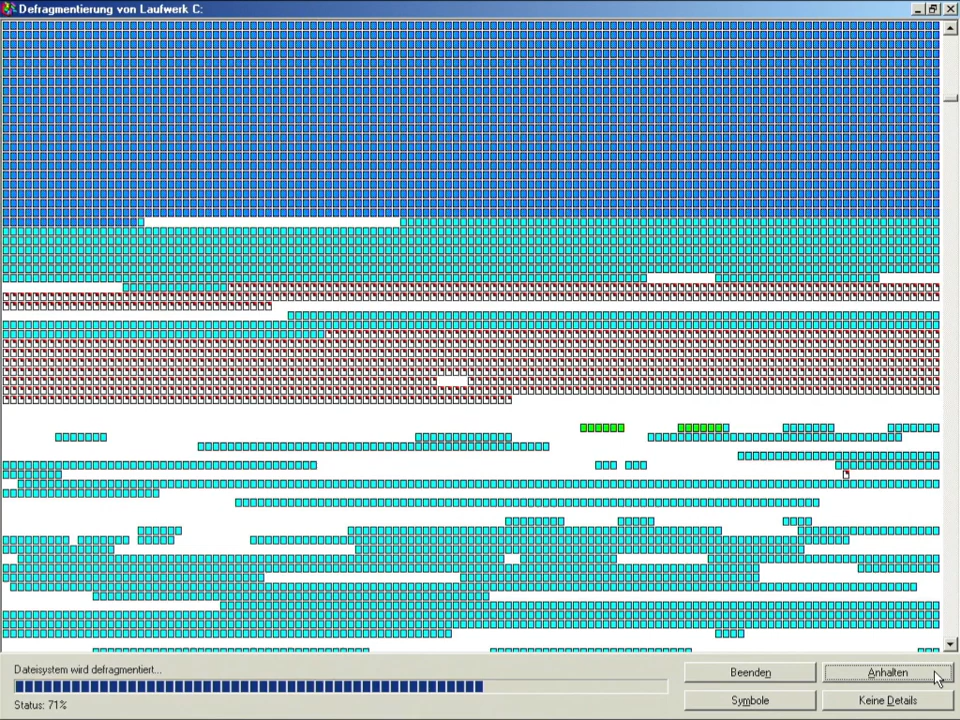 Defragmentierung von Laufwerk C:
Dateisystem wird defragmentiert...
Status: 71%
Beenden
Anhalten
Symbole
Keine Details